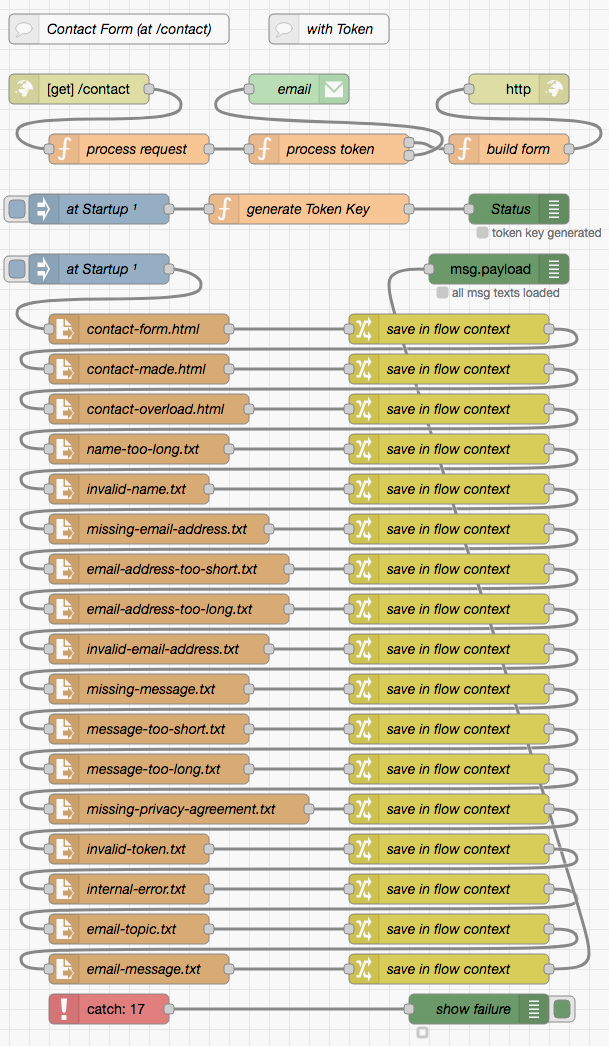 Contact Form (at /contact)
with Token
[get] /contact
email
http
process request
process token
build form
at Startup ¹
generate Token Key
Status
token key generated
at Startup ¹
msg.payload
all msg texts loaded
contact-form.html
save in flow context
contact-made.html
save in flow context
contact-overload.html
save in flow context
name-too-long.txt
save in flow context
invalid-name.txt
save in flow context
missing-email-address.txt
save in flow context
email-address-too-short.txt
save in flow context
email-address-too-long.txt
save in flow context
invalid-email-address.txt
save in flow context
missing-message.txt
save in flow context
message-too-short.txt
save in flow context
message-too-long.txt
save in flow context
missing-privacy-agreement.txt
save in flow context
invalid-token.txt
save in flow context
internal-error.txt
save in flow context
email-topic.txt
save in flow context
email-message.txt
save in flow context
catch: 17
show failure